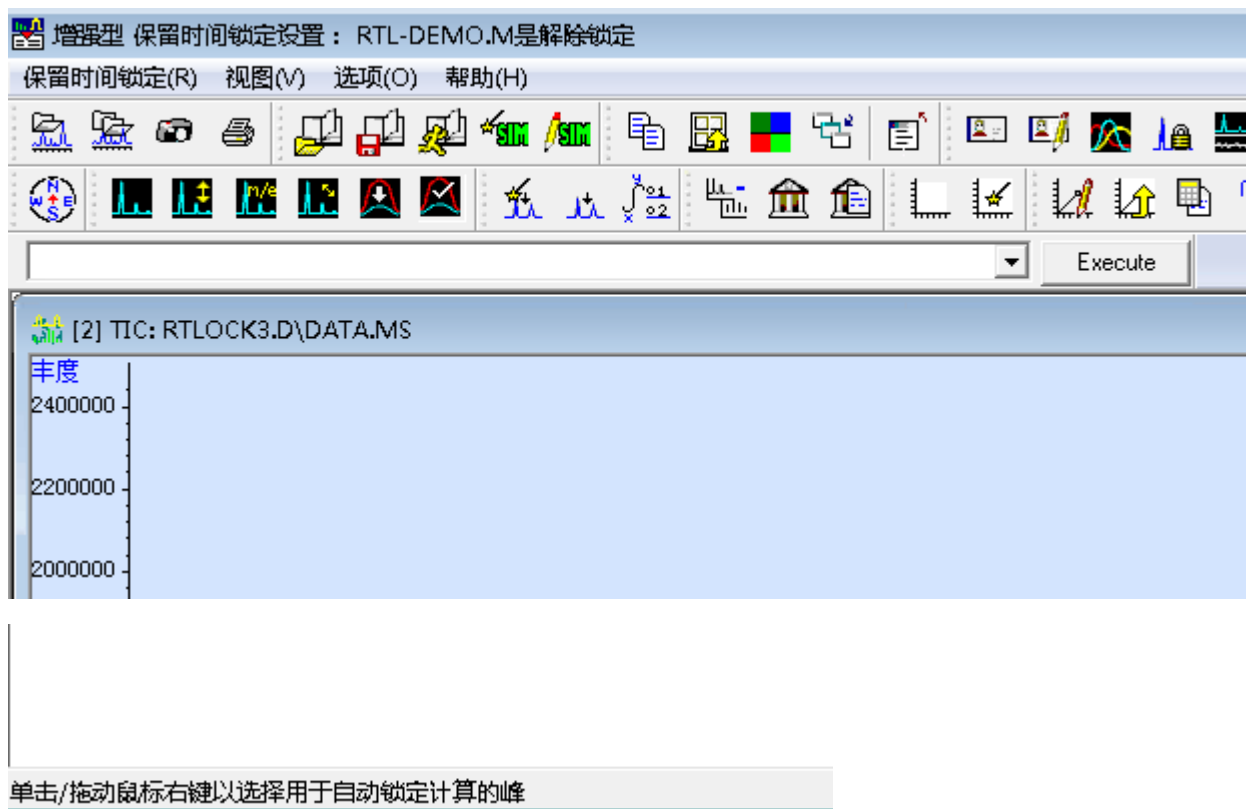 增强型 保留时间锁定设置： RTL-DEMO.M是解除锁定
保留时间锁定(R) 视图(V) 选项(O) 帮助(H)
SIM SIM
N
W E
S
m/e
y
o1
x o2
Execute
[2] TIC: RTLOCK3.D\DATA.MS
丰度
2400000
2200000
2000000
单击/拖动鼠标右键以选择用于自动锁定计算的峰